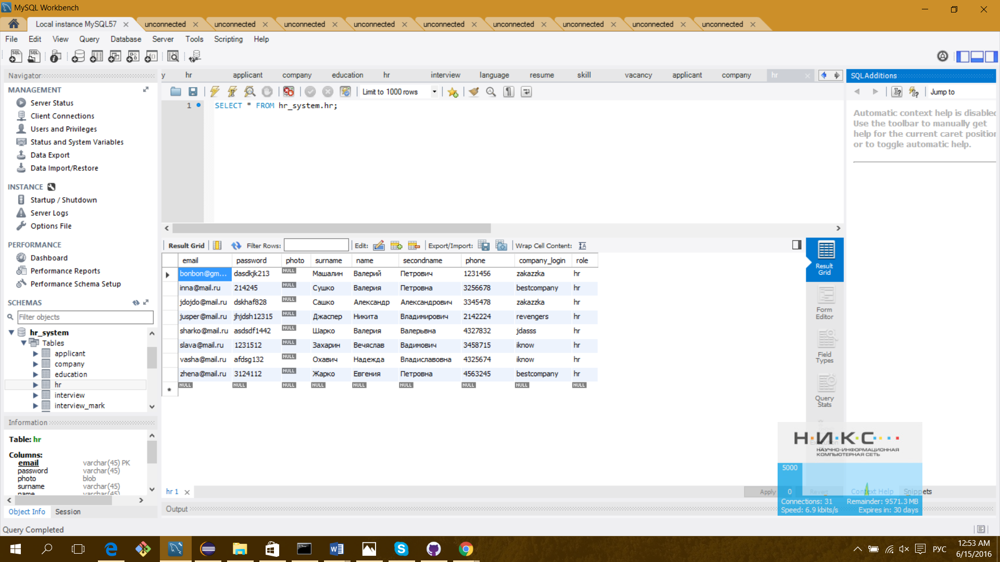 MySQL Workbench
Local instance MySQL57
unconnected
unconnected
unconnected
unconnected
unconnected
unconnected
unconnected
unconnected
unconnected
File Edit View Query Database Server Tools Scripting Help
Navigator
MANAGEMENT
Server Status
Client Connections
Users and Privileges
Status and System Variables
Data Export
Data Import/Restore
INSTANCE
Startup / Shutdown
Server Logs
Options File
PERFORMANCE
Dashboard
Performance Reports
Performance Schema Setup
SCHEMAS
Filter objects
hr_system
Tables
applicant
company
education
hr
interview
interview_mark
Information
Table: hr
Columns:
email varchar(45) PK
password varchar(45)
photo blob
surname varchar(45)
name varchar(45)
Object Info Session
Query Completed
y hr applicant company education hr interview language resume skill vacancy applicant company hr
Limit to 1000 rows
1 SELECT * FROM hr_system.hr;
Result Grid Filter Rows: Edit: Export/Import: Wrap Cell Content:
email password photo surname name secondname phone company_login role
bonbon@gm... dasdkjk213 NULL Машалин Валерий Петрович 1231456 zakazzka hr
inna@mail.ru 214245 NULL Сушко Валерия Петровна 3256678 bestcompany hr
jdojdo@mail.ru dskhaf828 NULL Сашко Александр Александрович 3345478 zakazzka hr
jusper@mail.ru jhjdsh12315 NULL Джаспер Никита Владимирович 2142224 revengers hr
sharko@mail.ru asdsdf1442 NULL Шарко Валерия Валерьвна 4327832 jdasss hr
slava@mail.ru 1231512 NULL Захарин Вечяслав Вадимович 3458715 iknow hr
vasha@mail.ru afdsg132 NULL Охавич Надежда Владиславовна 4325674 iknow hr
zhena@mail.ru 3124112 NULL Жарко Евгения Петровна 4563245 bestcompany hr
NULL NULL NULL NULL NULL NULL NULL NULL NULL
Result
Grid
Form
Editor
Field
Types
Query
Stats
hr 1
Apply Revert
Output
SQLAdditions
Jump to
Automatic context help is disabled
Use the toolbar to manually get
help for the current caret position
or to toggle automatic help.
Context Help Snippets
Н·И·К·С
НАУЧНО-ИНФОРМАЦИОННАЯ
КОМПЬЮТЕРНАЯ СЕТЬ
5000
0
Connections: 31 Remainder: 9571.3 MB
Speed: 6.9 kbits/s Expires in: 30 days
РУС
12:53 AM
6/15/2016